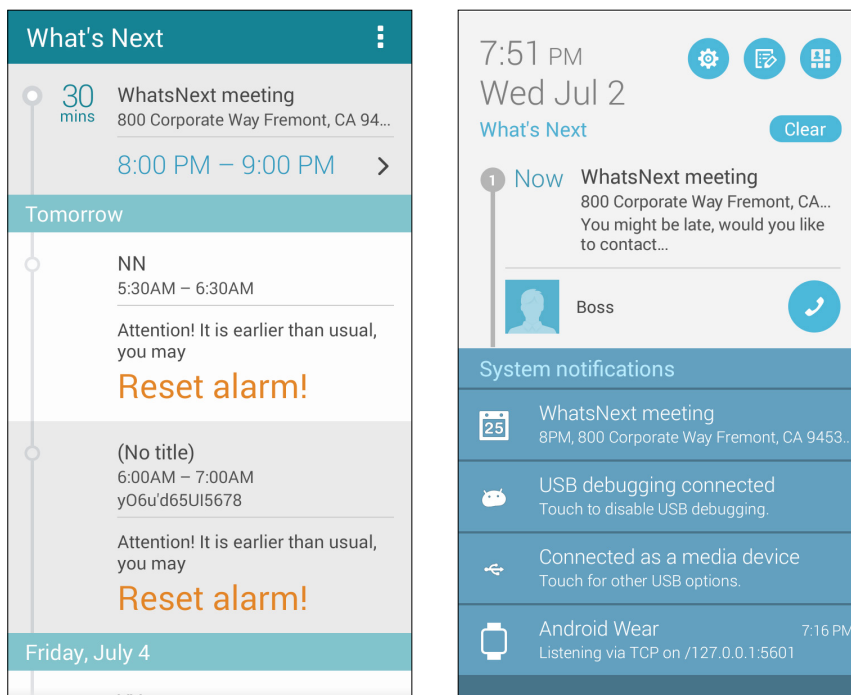 What's Next
30
mins
WhatsNext meeting
800 Corporate Way Fremont, CA 94...
8:00 PM – 9:00 PM
Tomorrow
NN
5:30AM – 6:30AM
Attention! It is earlier than usual,
you may
Reset alarm!
(No title)
6:00AM – 7:00AM
yO6u'd65UI5678
Attention! It is earlier than usual,
you may
Reset alarm!
Friday, July 4
7:51 PM
Wed Jul 2
What's Next
Clear
1
Now
WhatsNext meeting
800 Corporate Way Fremont, CA...
You might be late, would you like
to contact...
Boss
System notifications
25
WhatsNext meeting
8PM, 800 Corporate Way Fremont, CA 9453..
USB debugging connected
Touch to disable USB debugging.
Connected as a media device
Touch for other USB options.
Android Wear
7:16 PM
Listening via TCP on /127.0.0.1:5601